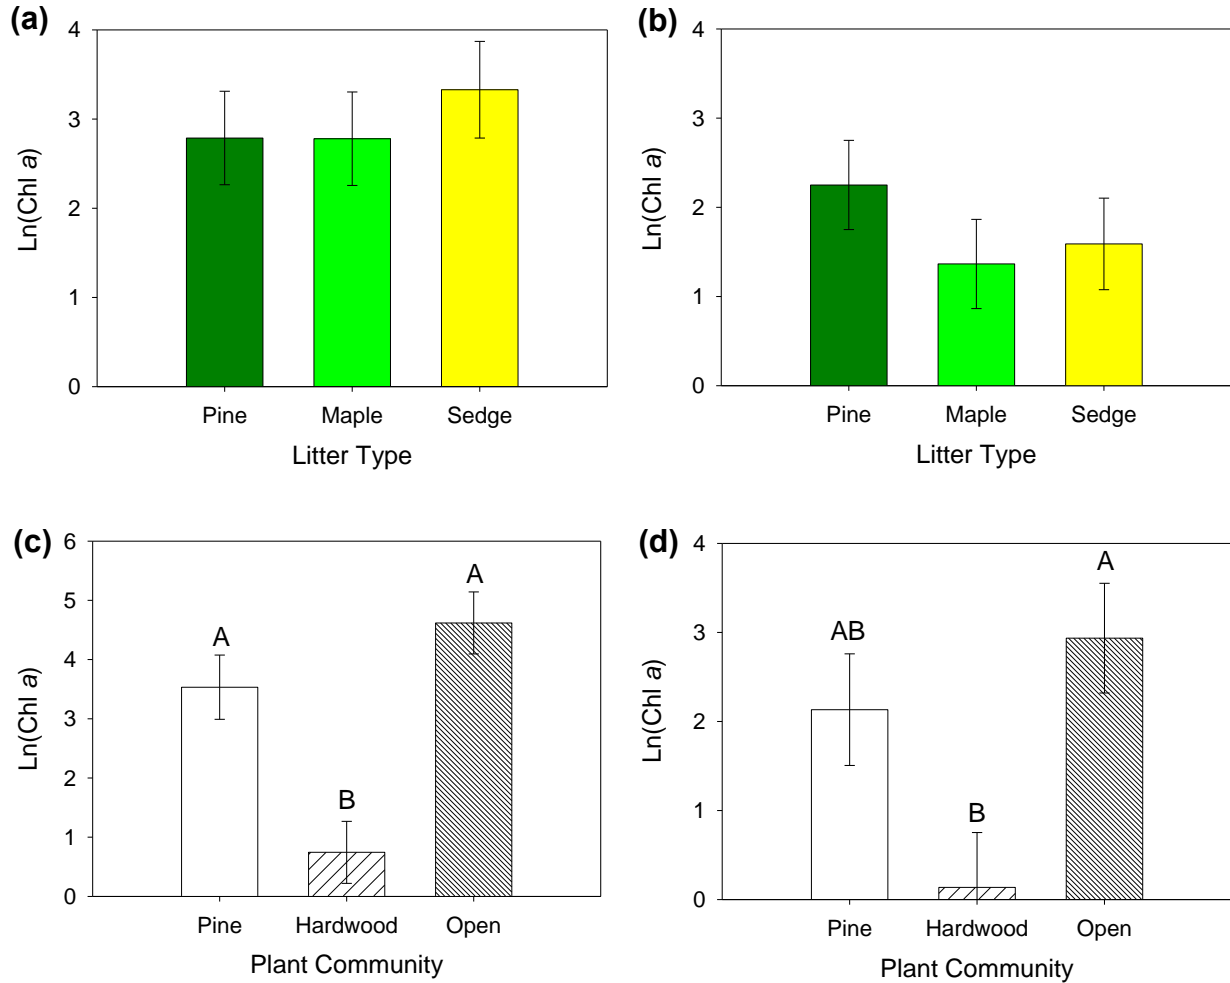 (a)
4
3
2
1
0
Ln(Chl a)
Pine Maple Sedge
Litter Type
(b)
4
3
2
1
0
Ln(Chl a)
Pine Maple Sedge
Litter Type
(c)
6
5
4
3
2
1
0
Ln(Chl a)
A
B
A
Pine Hardwood Open
Plant Community
(d)
4
3
2
1
0
Ln(Chl a)
AB
B
A
Pine Hardwood Open
Plant Community